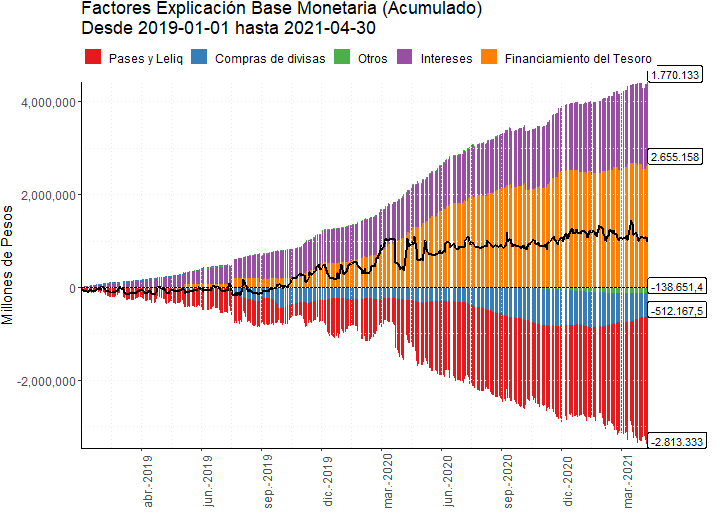 Factores Explicación Base Monetaria (Acumulado)
Desde 2019-01-01 hasta 2021-04-30
Pases y Leliq Compras de divisas Otros Intereses Financiamiento del Tesoro
Millones de Pesos
4,000,000
2,000,000
0
-2,000,000
1.770.133
2.655.158
-138.651,4
-512.167,5
-2.813.333
abr.-2019
jun.-2019
sep.-2019
dic.-2019
mar.-2020
jun.-2020
sep.-2020
dic.-2020
mar.-2021